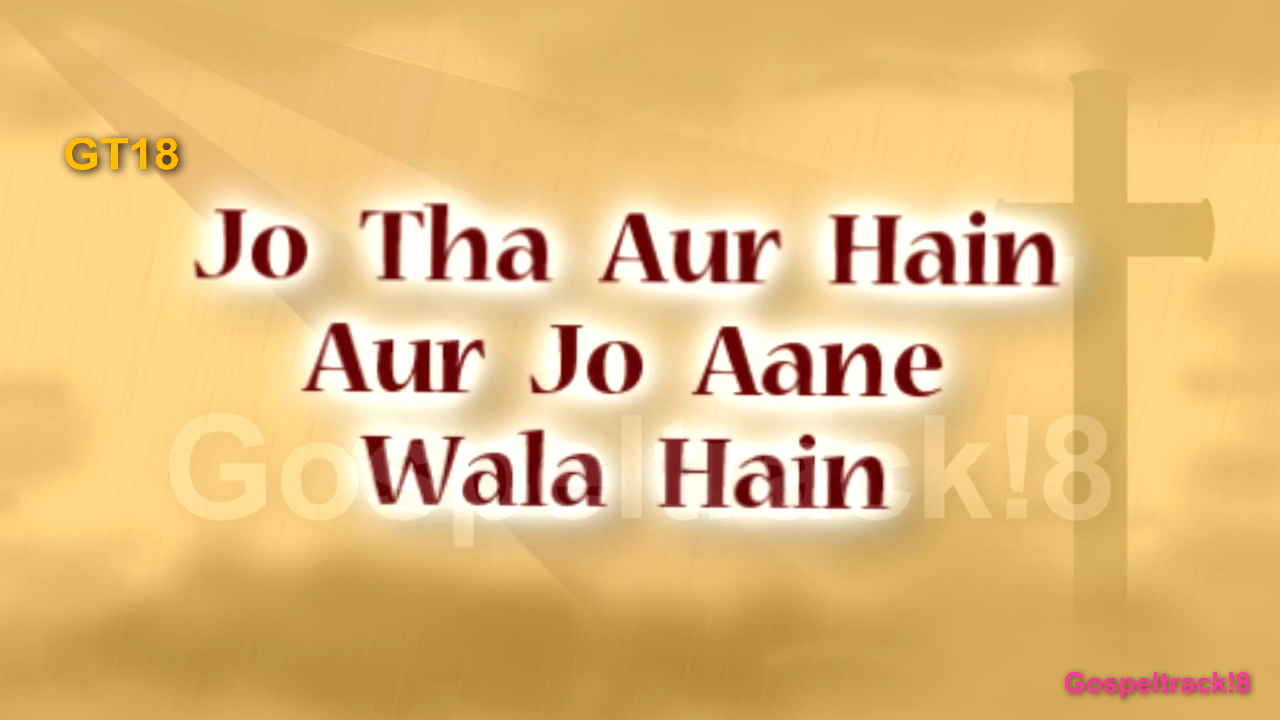 GT18
Jo Tha Aur Hain
Aur Jo Aane
Wala Hain
Gospeltrack!8
Gospeltrack!8